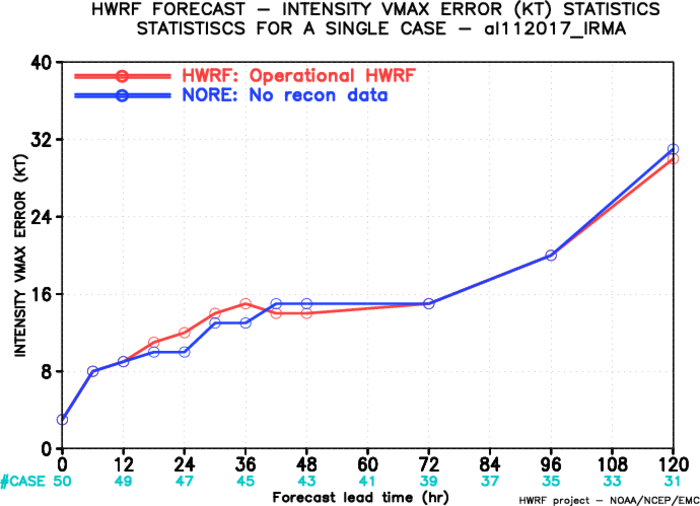 HWRF FORECAST – INTENSITY VMAX ERROR (KT) STATISTICS
STATISTISCS FOR A SINGLE CASE – al112017_IRMA
HWRF: Operational HWRF
NORE: No recon data
INTENSITY VMAX ERROR (KT)
40
32
24
16
8
0
0 12 24 36 48 60 72 84 96 108 120
#CASE 50 49 47 45 43 41 39 37 35 33 31
Forecast lead time (hr)
HWRF project – NOAA/NCEP/EMC